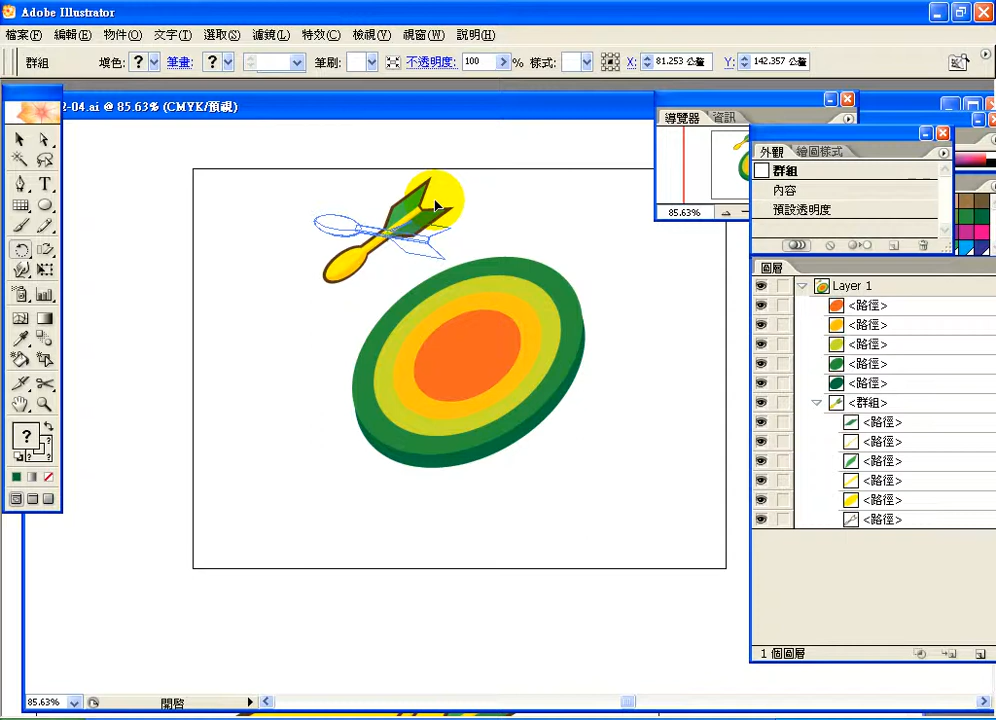 Adobe Illustrator
檔案(F) 編輯(E) 物件(O) 文字(T) 選取(S) 濾鏡(L) 特效(C) 檢視(V) 視窗(W) 說明(H)
群組 填色: ? 筆畫: ? 筆刷: 不透明度: 100 % 樣式: X: 81.253 公釐 Y: 142.357 公釐
2-04.ai @ 85.63% (CMYK/預視)
導覽器 資訊
85.63%
外觀 繪圖樣式
群組
內容
預設透明度
圖層
Layer 1
<路徑>
<路徑>
<路徑>
<路徑>
<路徑>
<群組>
<路徑>
<路徑>
<路徑>
<路徑>
<路徑>
<路徑>
1 個圖層
85.63% 開啓